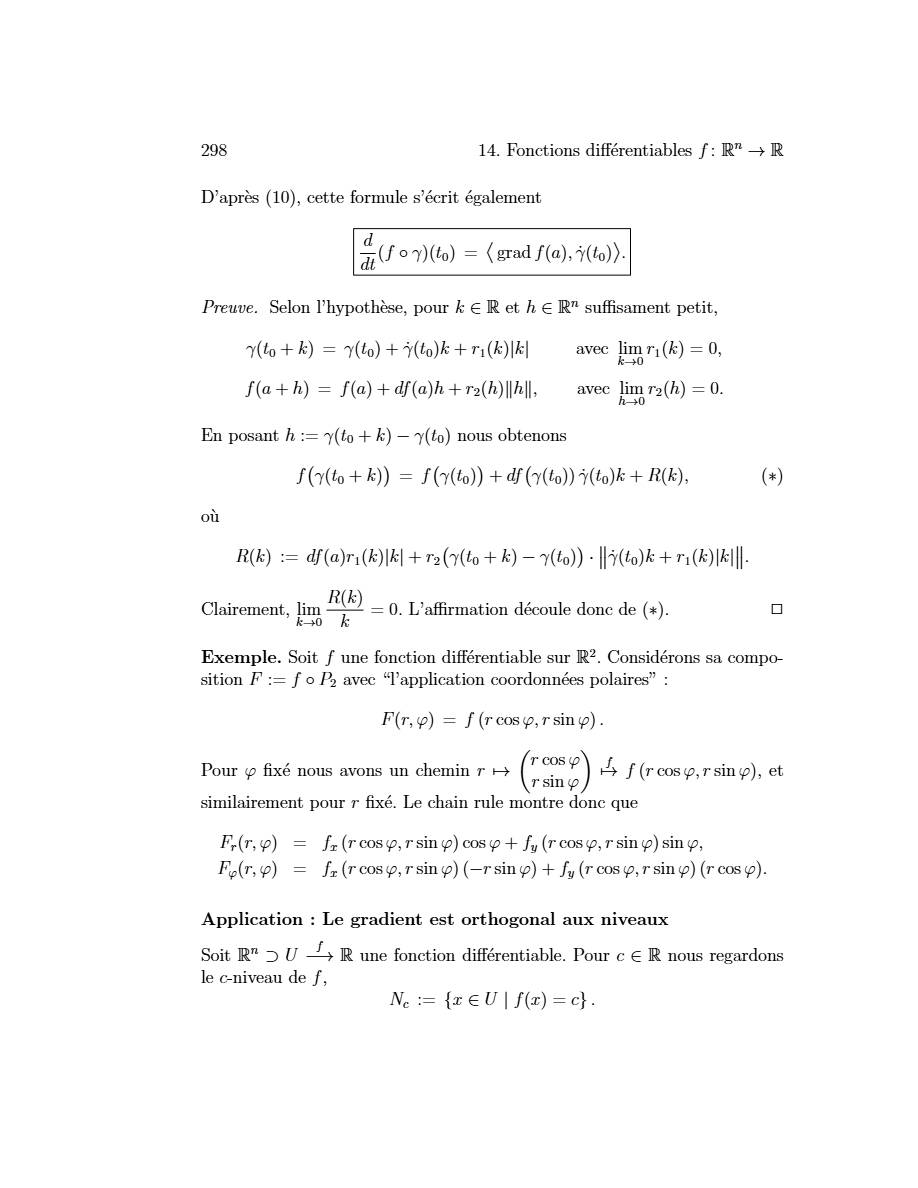 298 14. Fonctions différentiables f : ℝⁿ → ℝ
D'après (10), cette formule s'écrit également
d/dt (f ∘ γ)(t₀) = ⟨ grad f(a), γ̇(t₀)⟩.
Preuve. Selon l'hypothèse, pour k ∈ ℝ et h ∈ ℝⁿ suffisament petit,
γ(t₀ + k) = γ(t₀) + γ̇(t₀)k + r₁(k)|k| avec lim_{k→0} r₁(k) = 0,
f(a + h) = f(a) + df(a)h + r₂(h)‖h‖, avec lim_{h→0} r₂(h) = 0.
En posant h := γ(t₀ + k) − γ(t₀) nous obtenons
f(γ(t₀ + k)) = f(γ(t₀)) + df(γ(t₀)) γ̇(t₀)k + R(k), (∗)
où
R(k) := df(a)r₁(k)|k| + r₂(γ(t₀ + k) − γ(t₀)) · ‖γ̇(t₀)k + r₁(k)|k|‖.
Clairement, lim_{k→0} R(k)/k = 0. L'affirmation découle donc de (∗). □
Exemple. Soit f une fonction différentiable sur ℝ². Considérons sa compo-
sition F := f ∘ P₂ avec “l'application coordonnées polaires” :
F(r, φ) = f (r cos φ, r sin φ) .
Pour φ fixé nous avons un chemin r ↦ (r cos φ r sin φ) ↦^f f (r cos φ, r sin φ), et
similairement pour r fixé. Le chain rule montre donc que
F_r(r, φ) = f_x (r cos φ, r sin φ) cos φ + f_y (r cos φ, r sin φ) sin φ,
F_φ(r, φ) = f_x (r cos φ, r sin φ) (−r sin φ) + f_y (r cos φ, r sin φ) (r cos φ).
Application : Le gradient est orthogonal aux niveaux
Soit ℝⁿ ⊃ U —f→ ℝ une fonction différentiable. Pour c ∈ ℝ nous regardons
le c-niveau de f,
N_c := {x ∈ U | f(x) = c} .